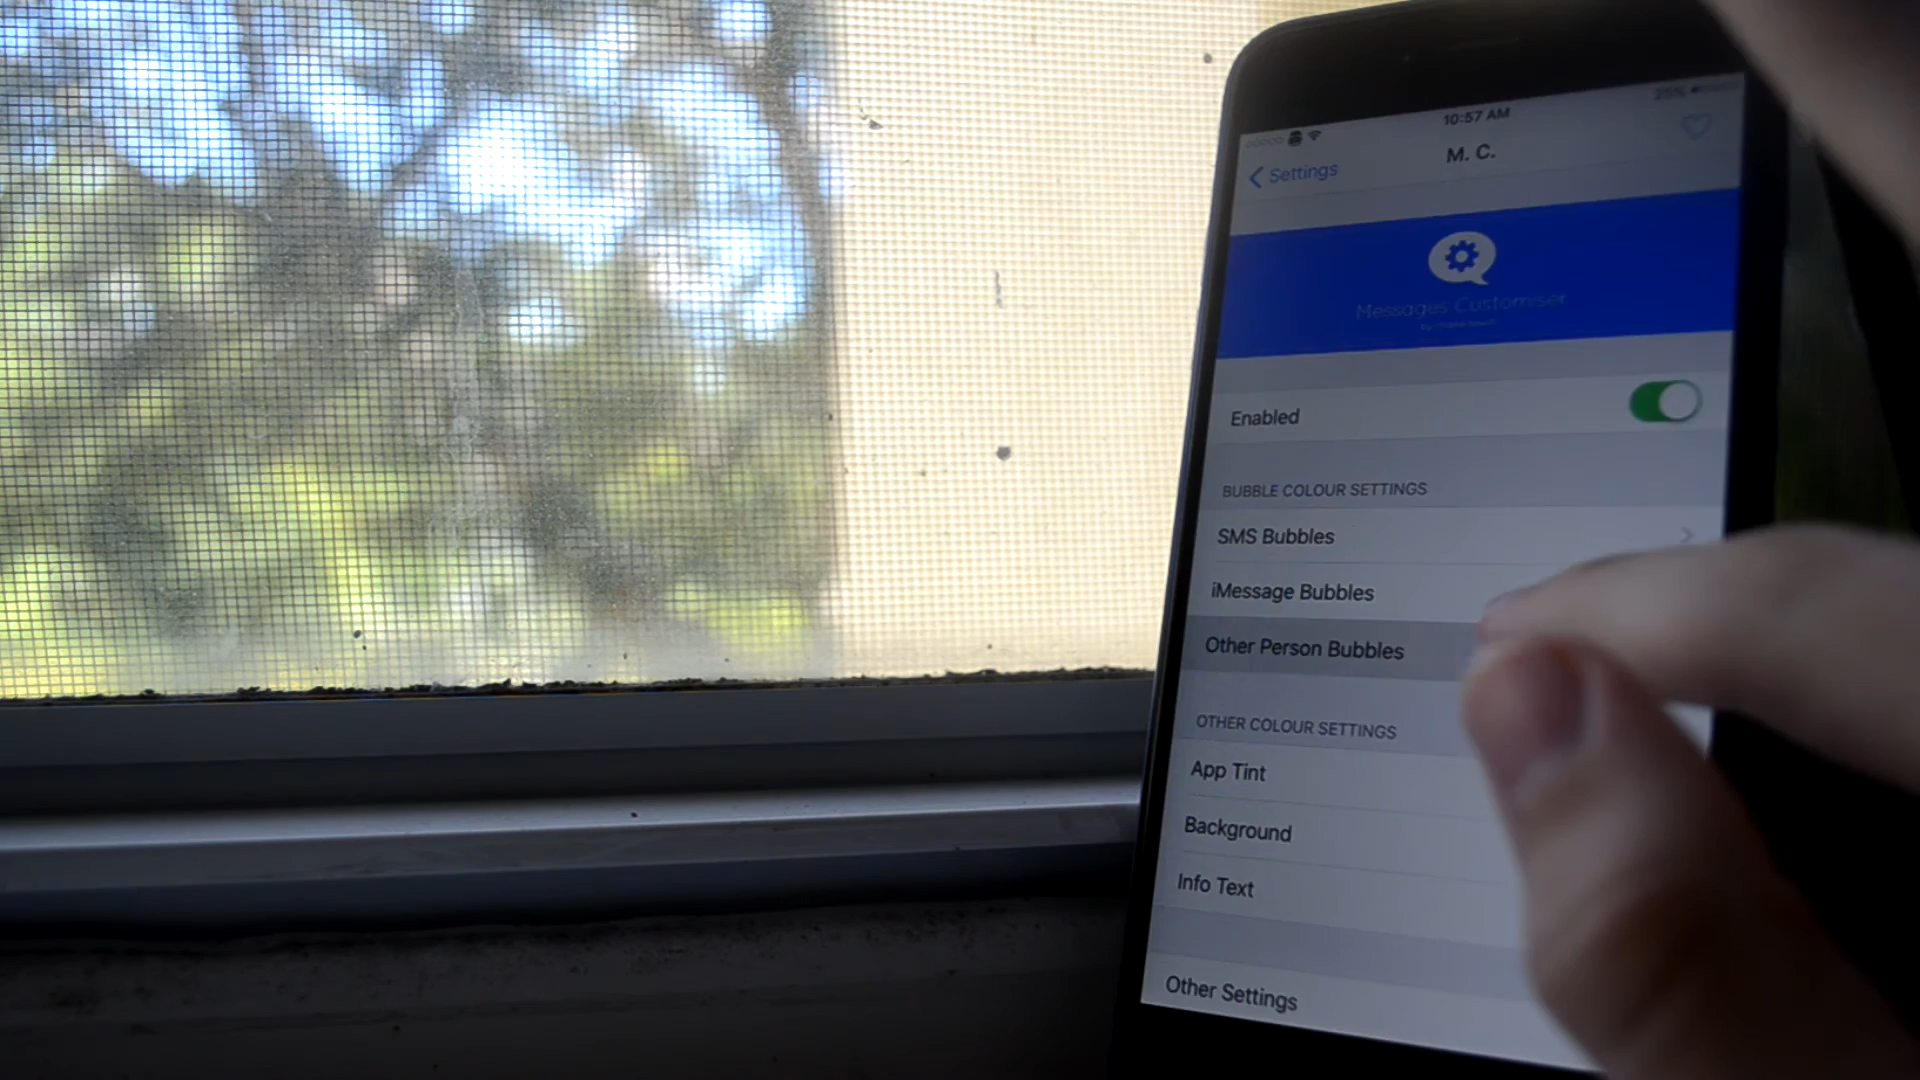 25%
10:57 AM
Settings
M. C.
Messages Customiser
Enabled
BUBBLE COLOUR SETTINGS
SMS Bubbles
iMessage Bubbles
Other Person Bubbles
OTHER COLOUR SETTINGS
App Tint
Background
Info Text
Other Settings